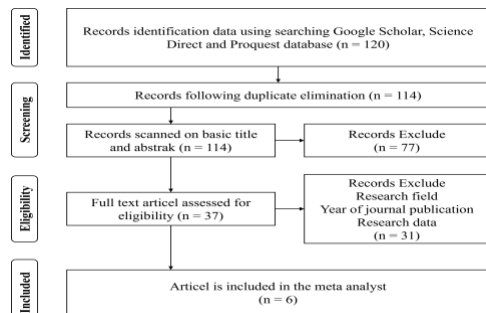 Identified
Records identification data using searching Google Scholar, Science
Direct and Proquest database (n = 120)
Screening
Records following duplicate elimination (n = 114)
Records scanned on basic title
and abstrak (n = 114)
Records Exclude
(n = 77)
Eligibility
Full text articel assessed for
eligibility (n = 37)
Records Exclude
Research field
Year of journal publication
Research data
(n = 31)
Included
Articel is included in the meta analyst
(n = 6)